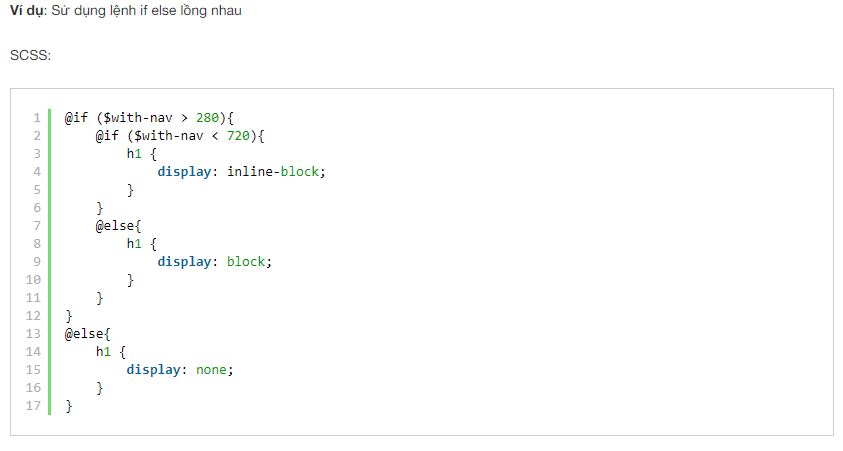 Ví dụ: Sử dụng lệnh if else lồng nhau
SCSS:
1 @if ($with-nav > 280){
2     @if ($with-nav < 720){
3         h1 {
4             display: inline-block;
5         }
6     }
7     @else{
8         h1 {
9             display: block;
10         }
11     }
12 }
13 @else{
14     h1 {
15         display: none;
16     }
17 }